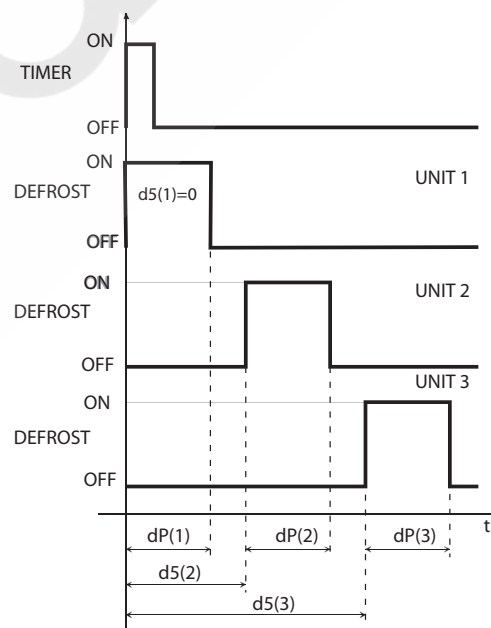 ON
TIMER
OFF
ON
UNIT 1
DEFROST
d5(1)=0
OFF
ON
UNIT 2
DEFROST
OFF
UNIT 3
ON
DEFROST
OFF
t
dP(1) dP(2) dP(3)
d5(2)
d5(3)